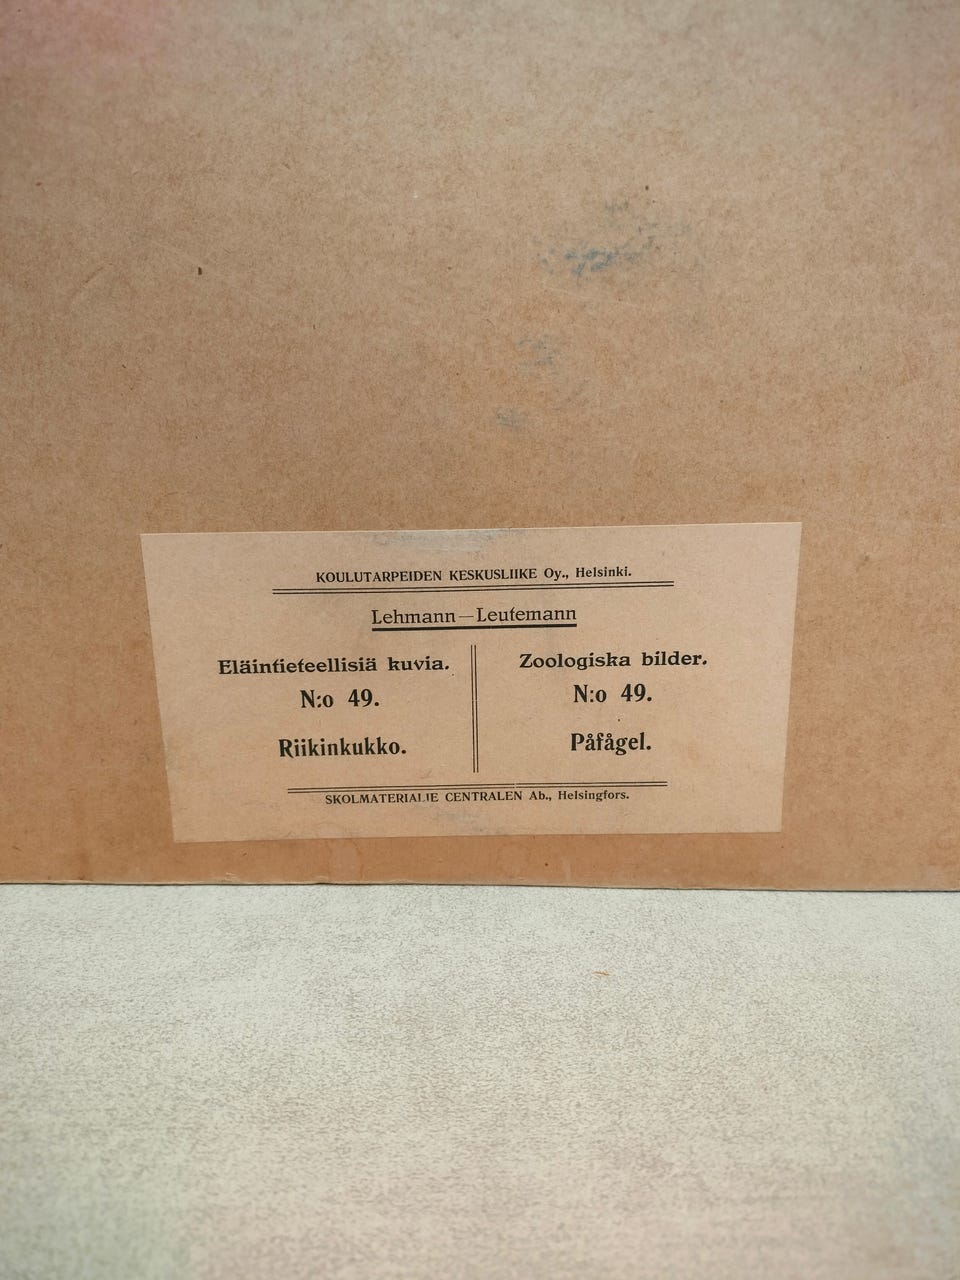 KOULUTARPEIDEN KESKUSLIIKE Oy., Helsinki.
Lehmann—Leutemann
Eläintieteellisiä kuvia.
N:o 49.
Riikinkukko.
Zoologiska bilder.
N:o 49.
Påfågel.
SKOLMATERIALIE CENTRALEN Ab., Helsingfors.